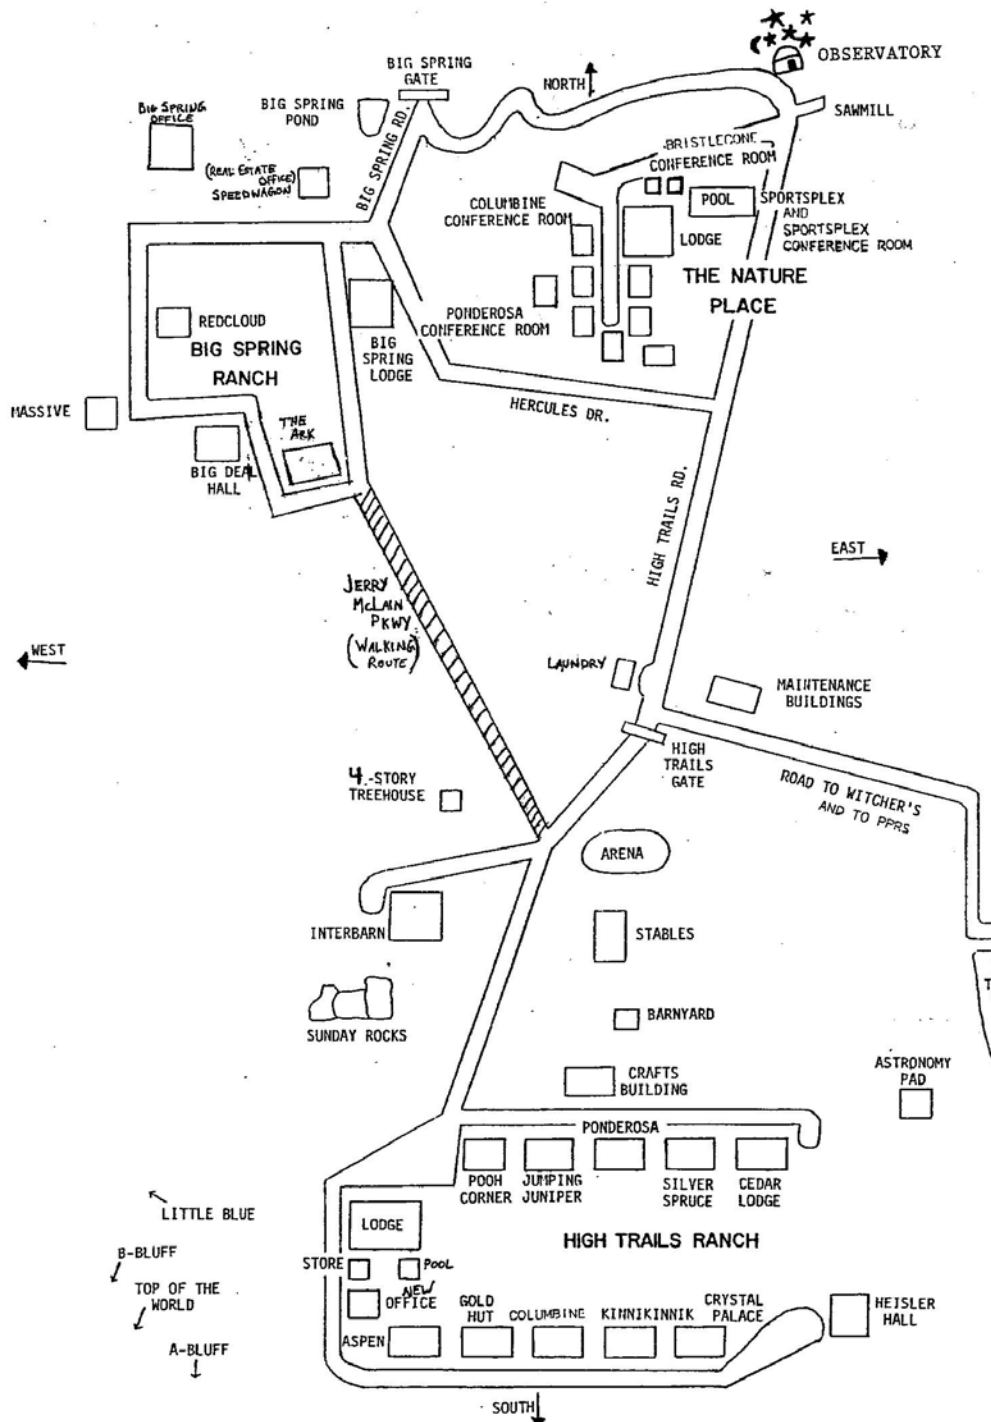 OBSERVATORY
BIG SPRING
GATE
NORTH
SAWMILL
BIG SPRING
OFFICE
BIG SPRING
POND
BIG SPRING RD.
(REAL ESTATE
OFFICE)
SPEEDWAGON
BRISTLECONE
CONFERENCE ROOM
COLUMBINE
CONFERENCE ROOM
POOL
SPORTSPLEX
AND
SPORTSPLEX
CONFERENCE ROOM
LODGE
THE NATURE
PLACE
PONDEROSA
CONFERENCE ROOM
REDCLOUD
BIG SPRING
RANCH
BIG
SPRING
LODGE
MASSIVE
HERCULES DR.
THE
ARK
BIG DEAL
HALL
HIGH TRAILS RD.
EAST
JERRY
MCLAIN
PKWY
(WALKING
ROUTE)
WEST
LAUNDRY
MAINTENANCE
BUILDINGS
HIGH
TRAILS
GATE
ROAD TO WITCHER'S
AND TO PPRS
4-STORY
TREEHOUSE
ARENA
INTERBARN
STABLES
T
SUNDAY ROCKS
BARNYARD
CRAFTS
BUILDING
ASTRONOMY
PAD
PONDEROSA
POOH
CORNER
JUMPING
JUNIPER
SILVER
SPRUCE
CEDAR
LODGE
LITTLE BLUE
LODGE
HIGH TRAILS RANCH
B-BLUFF
STORE
POOL
TOP OF THE
WORLD
NEW
OFFICE
GOLD
HUT
COLUMBINE
KINNIKINNIK
CRYSTAL
PALACE
HEISLER
HALL
ASPEN
A-BLUFF
SOUTH